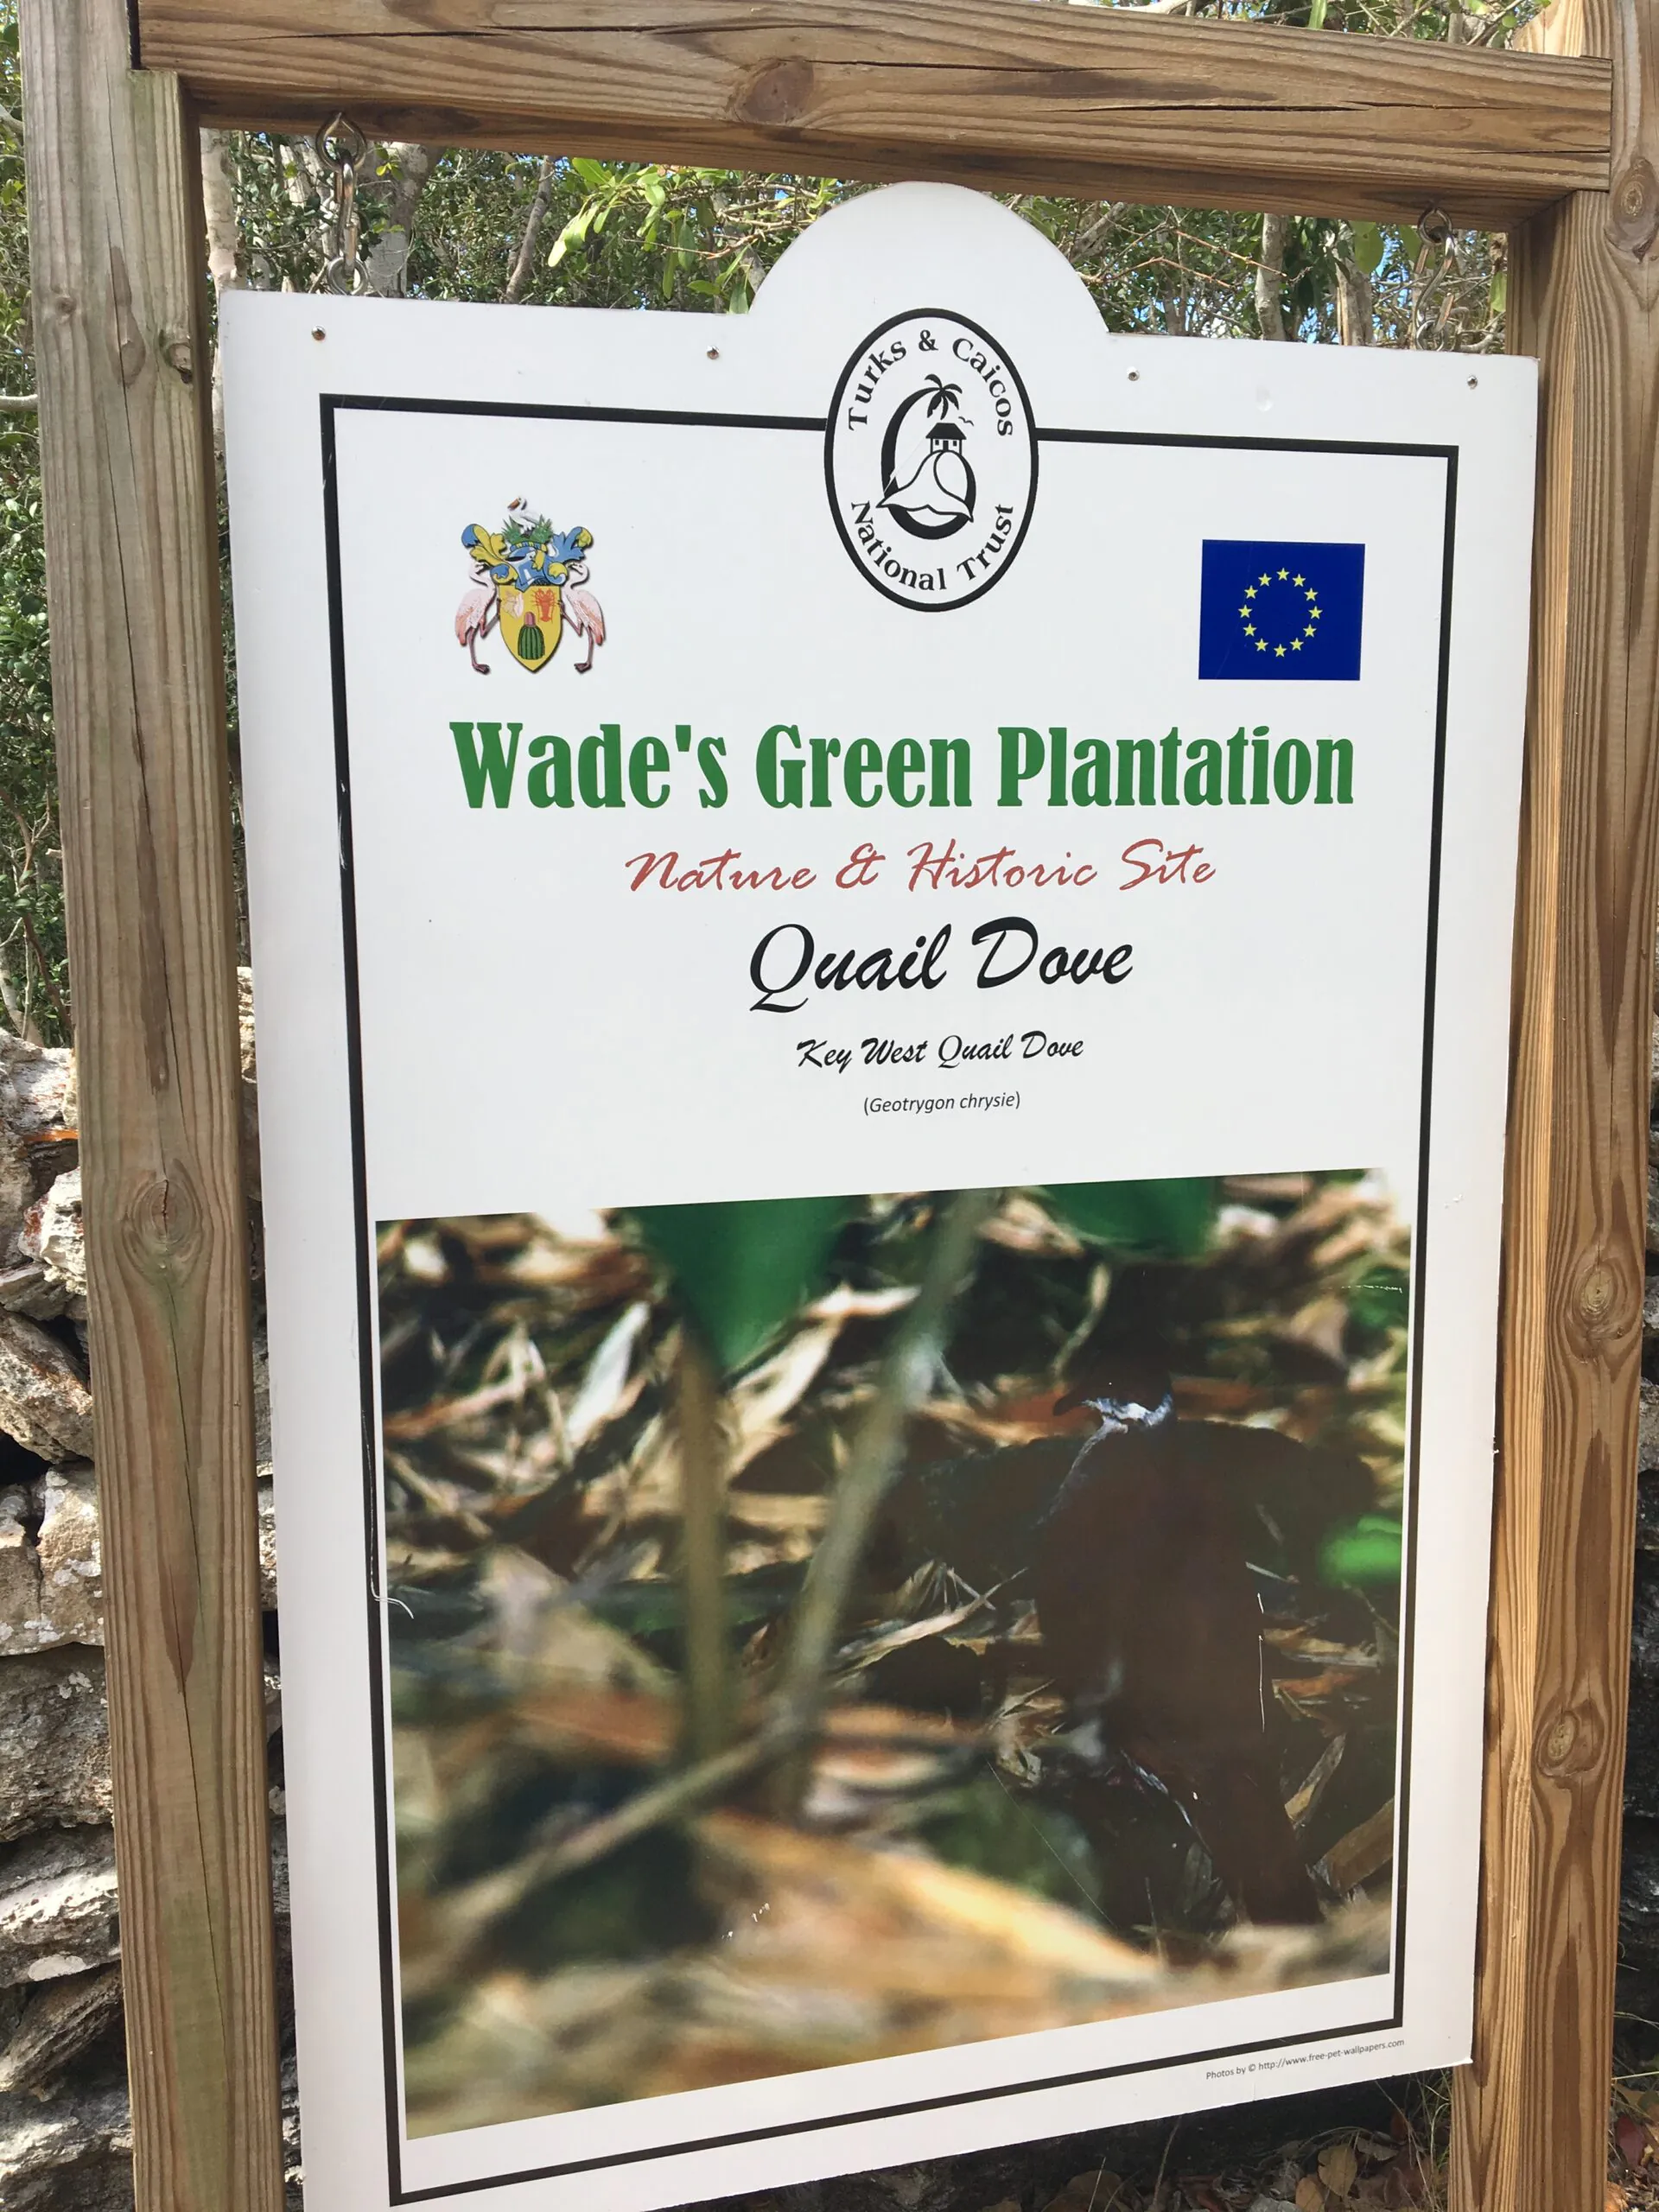 Turks & Caicos
National Trust
Wade's Green Plantation
Nature & Historic Site
Quail Dove
Key West Quail Dove
(Geotrygon chrysie)
Photos by © http://www.free-pet-wallpapers.com